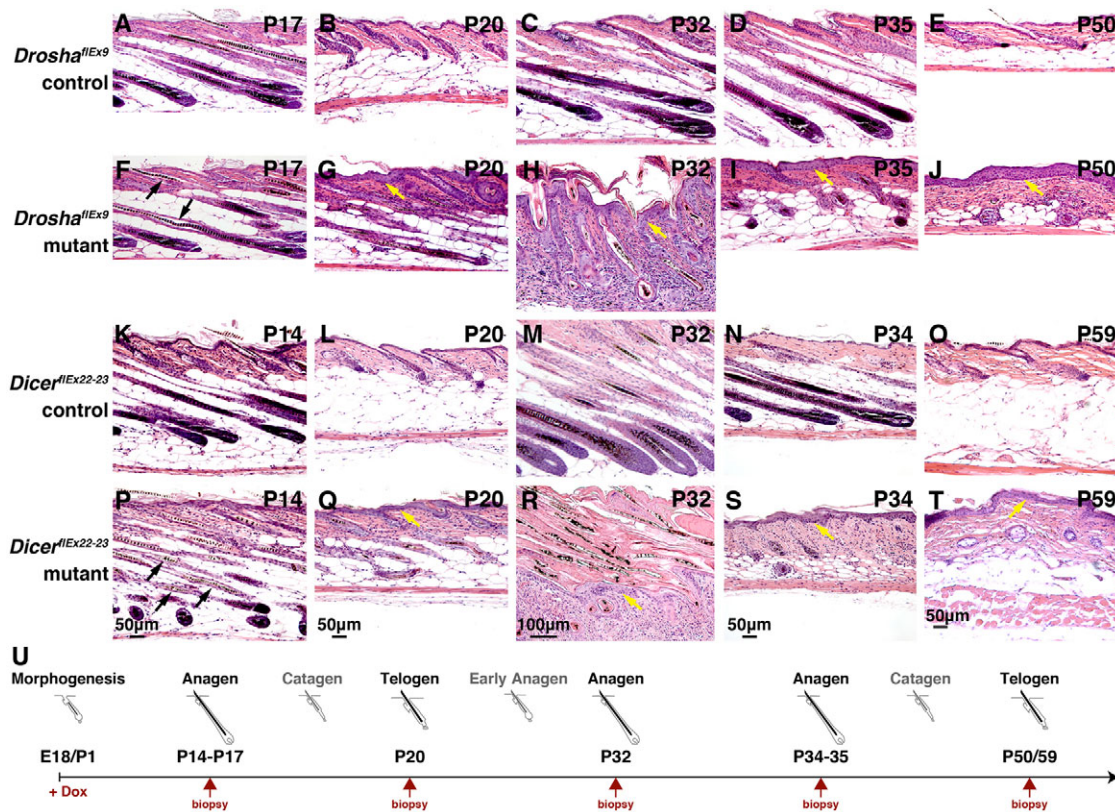 A P17 B P20 C P32 D P35 E P50
Drosha^flEx9
control
F P17 G P20 H P32 I P35 J P50
Drosha^flEx9
mutant
K P14 L P20 M P32 N P34 O P59
Dicer^flEx22-23
control
P P14 Q P20 R P32 S P34 T P59
Dicer^flEx22-23
mutant
50μm 50μm 100μm 50μm 50μm
U
Morphogenesis Anagen Catagen Telogen Early Anagen Anagen Anagen Catagen Telogen
E18/P1 P14-P17 P20 P32 P34-35 P50/59
+ Dox biopsy biopsy biopsy biopsy biopsy